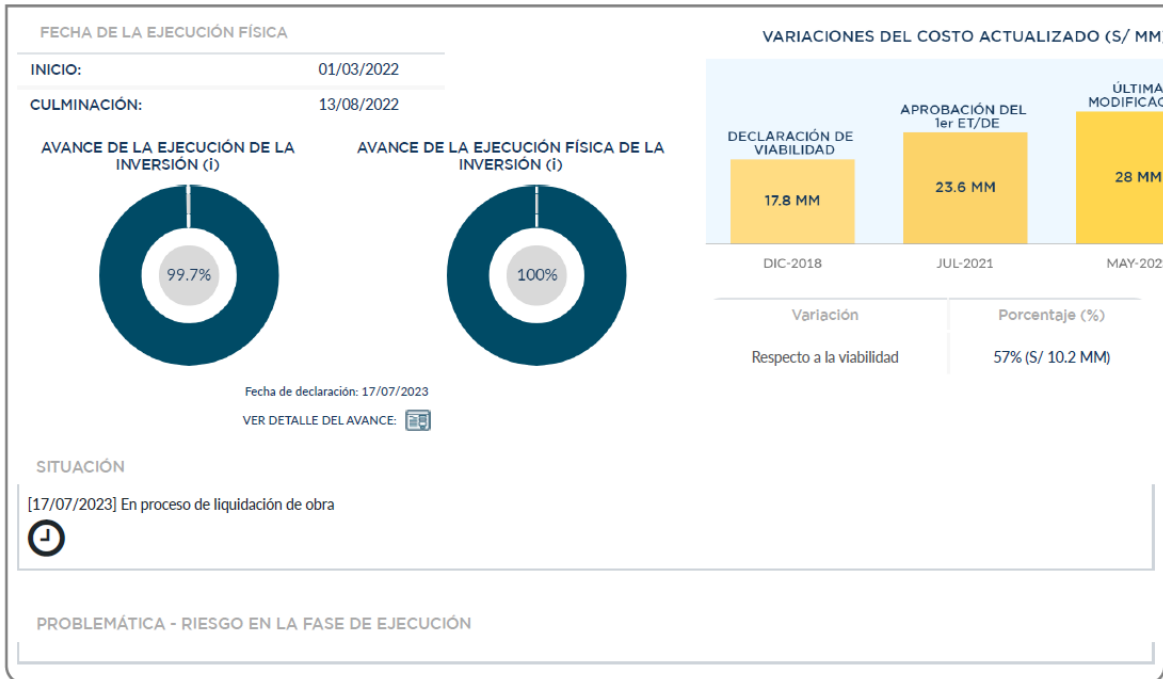 FECHA DE LA EJECUCIÓN FÍSICA
INICIO: 01/03/2022
CULMINACIÓN: 13/08/2022
AVANCE DE LA EJECUCIÓN DE LA
INVERSIÓN (i)
99.7%
AVANCE DE LA EJECUCIÓN FÍSICA DE LA
INVERSIÓN (i)
100%
Fecha de declaración: 17/07/2023
VER DETALLE DEL AVANCE:
VARIACIONES DEL COSTO ACTUALIZADO (S/ MM)
DECLARACIÓN DE
VIABILIDAD
17.8 MM
DIC-2018
APROBACIÓN DEL
1er ET/DE
23.6 MM
JUL-2021
ÚLTIMA
28 MM
Variación Porcentaje (%)
Respecto a la viabilidad 57% (S/ 10.2 MM)
SITUACIÓN
[17/07/2023] En proceso de liquidación de obra
PROBLEMÁTICA - RIESGO EN LA FASE DE EJECUCIÓN